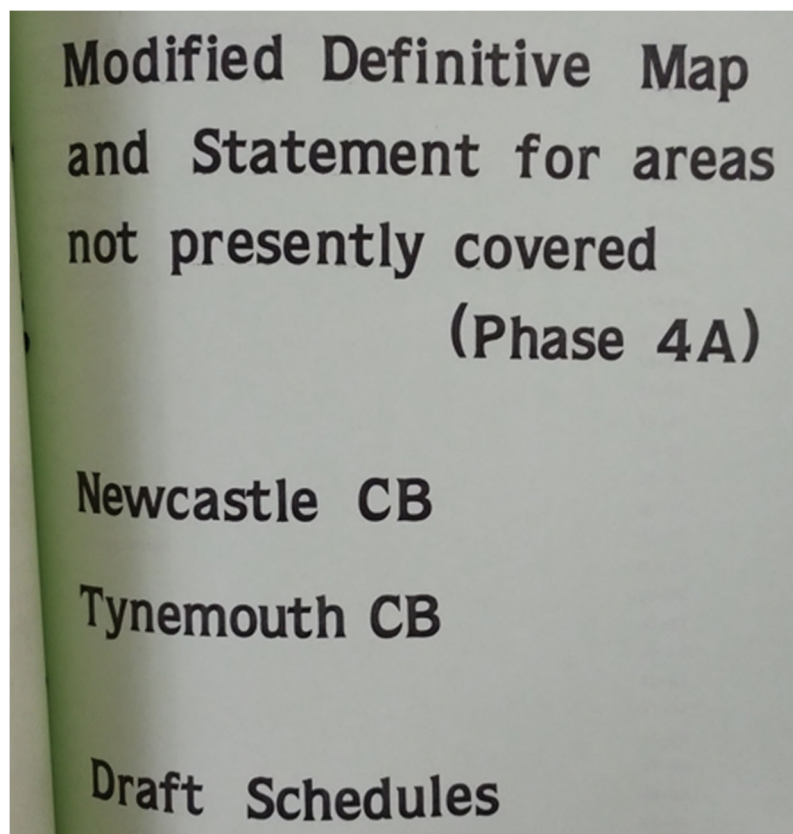 Modified Definitive Map
and Statement for areas
not presently covered
(Phase 4A)
Newcastle CB
Tynemouth CB
Draft Schedules